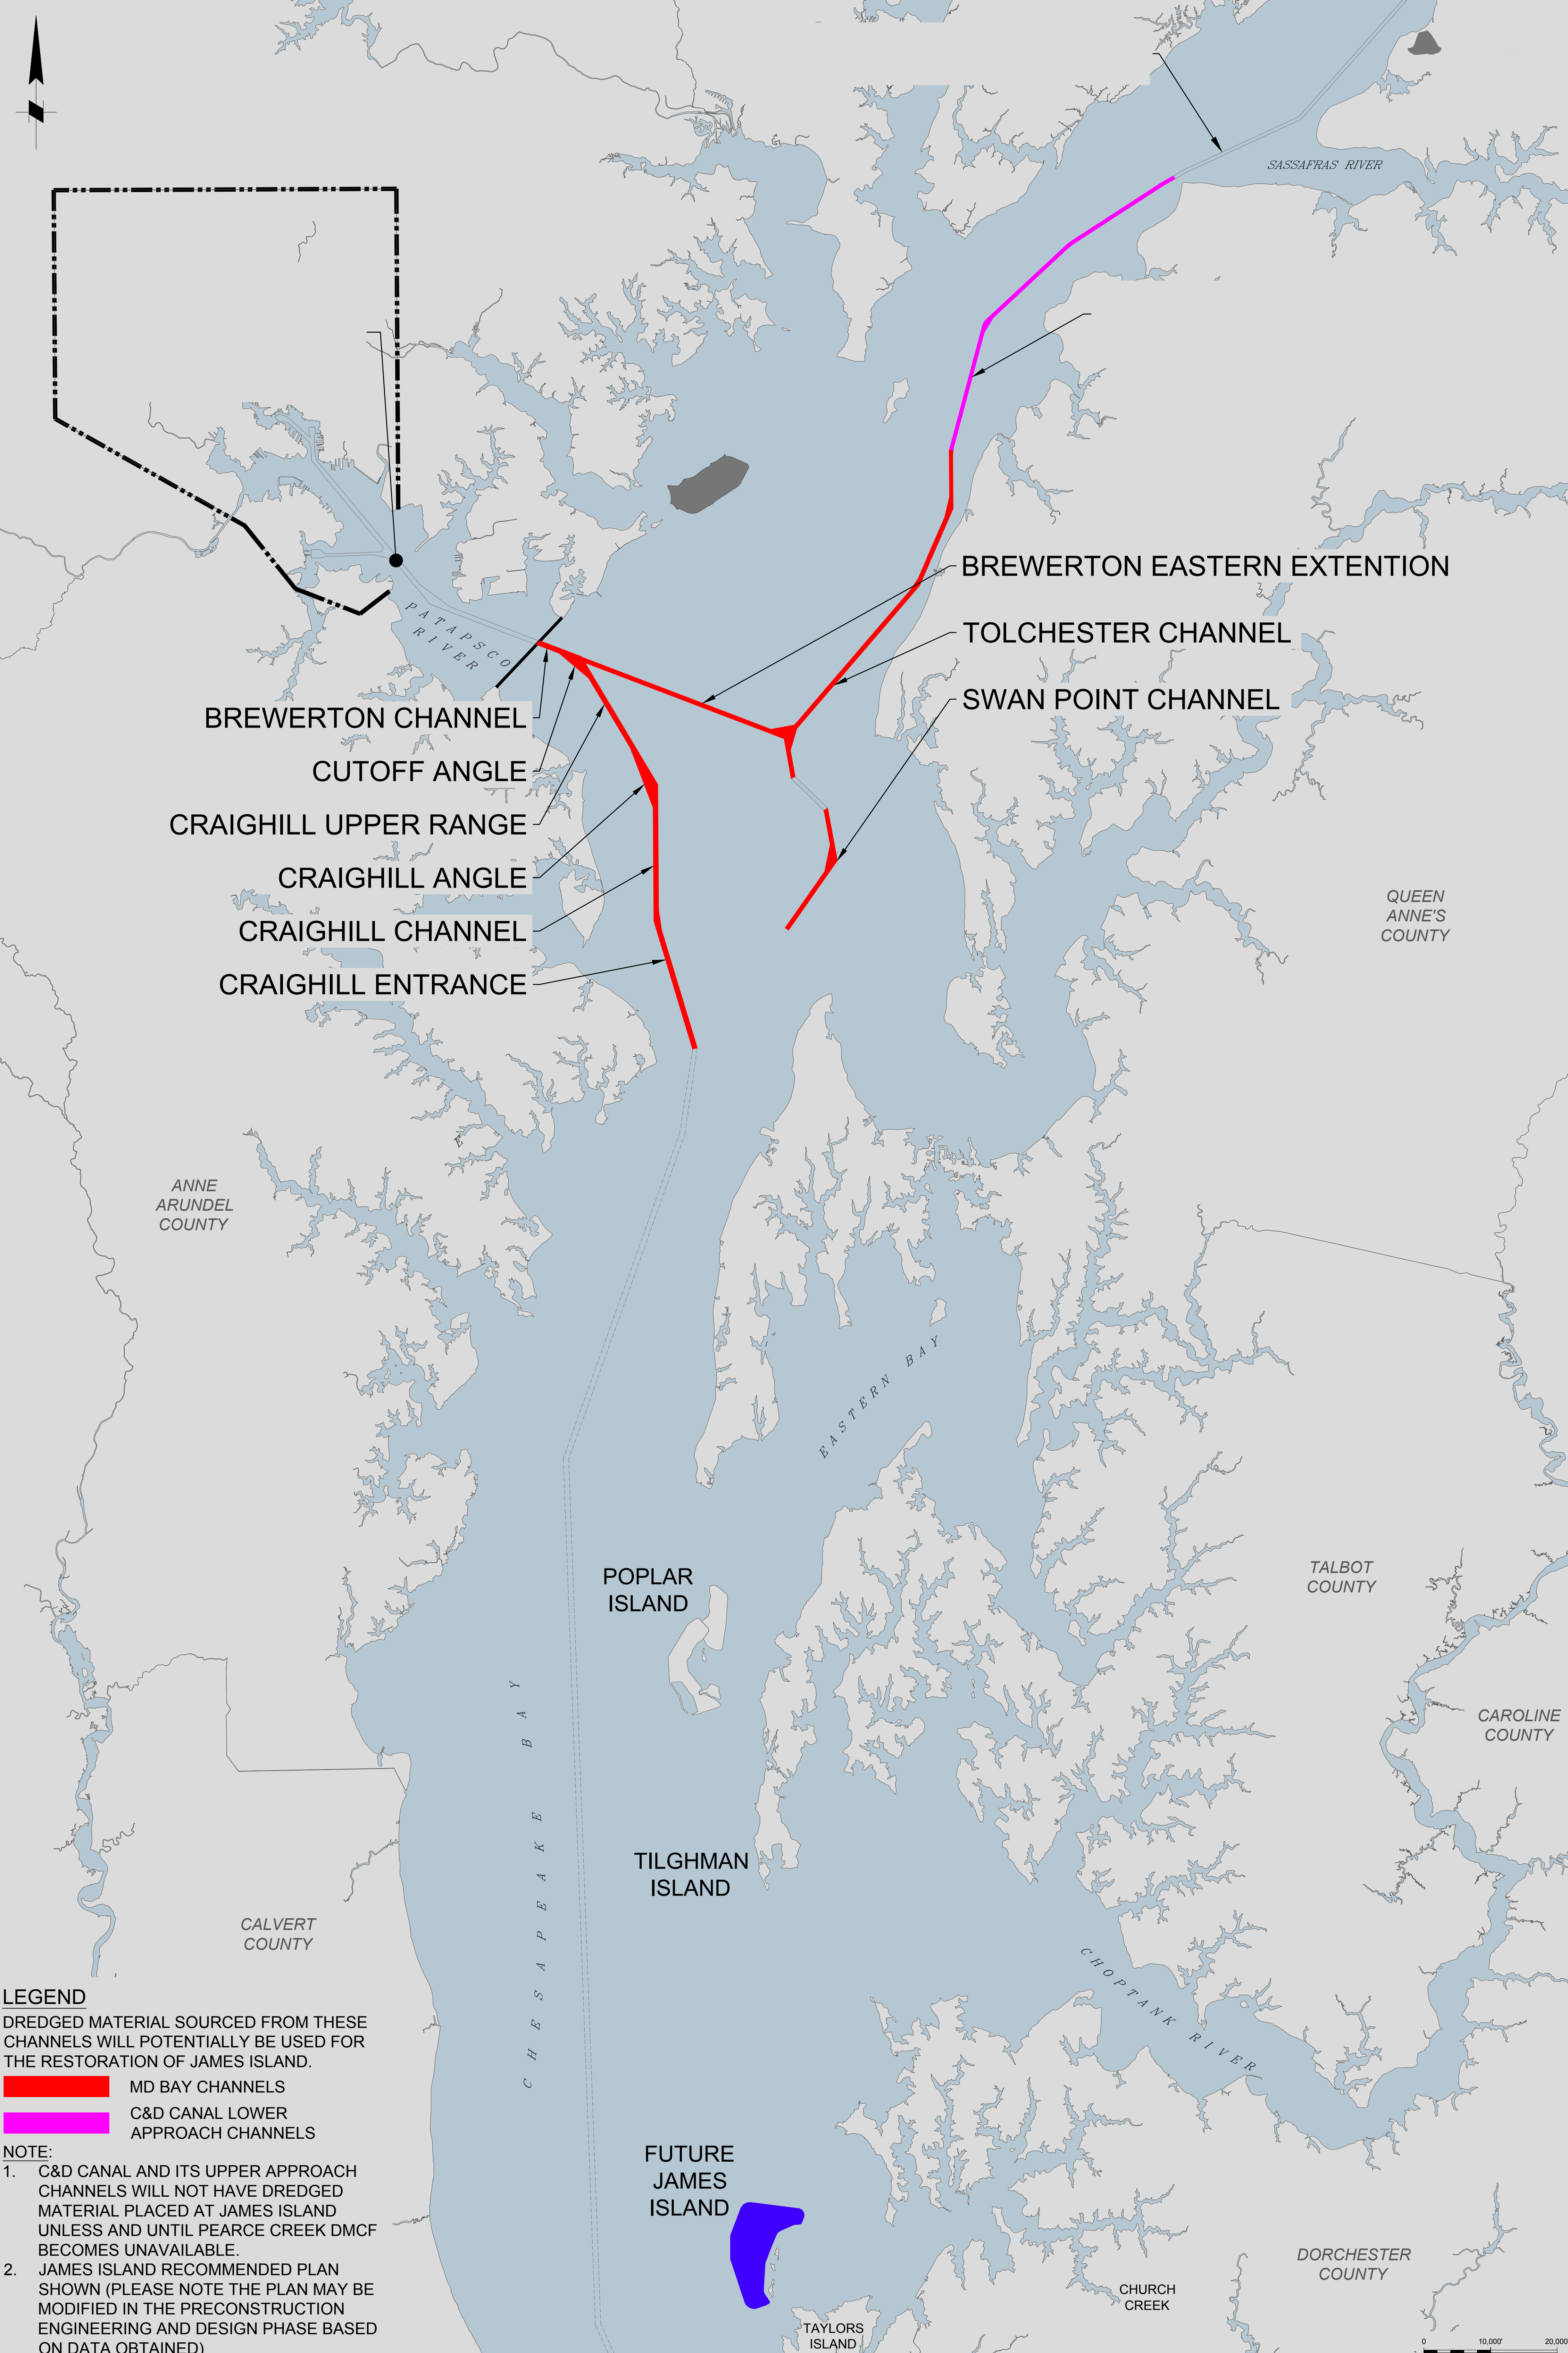 SASSAFRAS RIVER
BREWERTON EASTERN EXTENTION
TOLCHESTER CHANNEL
SWAN POINT CHANNEL
PATAPSCO
RIVER
BREWERTON CHANNEL
CUTOFF ANGLE
CRAIGHILL UPPER RANGE
CRAIGHILL ANGLE
CRAIGHILL CHANNEL
CRAIGHILL ENTRANCE
QUEEN
ANNE'S
COUNTY
E
ANNE
ARUNDEL
COUNTY
EASTERN BAY
POPLAR
ISLAND
TALBOT
COUNTY
CAROLINE
COUNTY
CHESAPEAKE BAY
TILGHMAN
ISLAND
CALVERT
COUNTY
CHOPTANK RIVER
LEGEND
DREDGED MATERIAL SOURCED FROM THESE
CHANNELS WILL POTENTIALLY BE USED FOR
THE RESTORATION OF JAMES ISLAND.
MD BAY CHANNELS
C&D CANAL LOWER
APPROACH CHANNELS
NOTE:
1. C&D CANAL AND ITS UPPER APPROACH
CHANNELS WILL NOT HAVE DREDGED
MATERIAL PLACED AT JAMES ISLAND
UNLESS AND UNTIL PEARCE CREEK DMCF
BECOMES UNAVAILABLE.
2. JAMES ISLAND RECOMMENDED PLAN
SHOWN (PLEASE NOTE THE PLAN MAY BE
MODIFIED IN THE PRECONSTRUCTION
ENGINEERING AND DESIGN PHASE BASED
ON DATA OBTAINED)
FUTURE
JAMES
ISLAND
DORCHESTER
COUNTY
CHURCH
CREEK
TAYLORS
ISLAND
0 10,000' 20,000